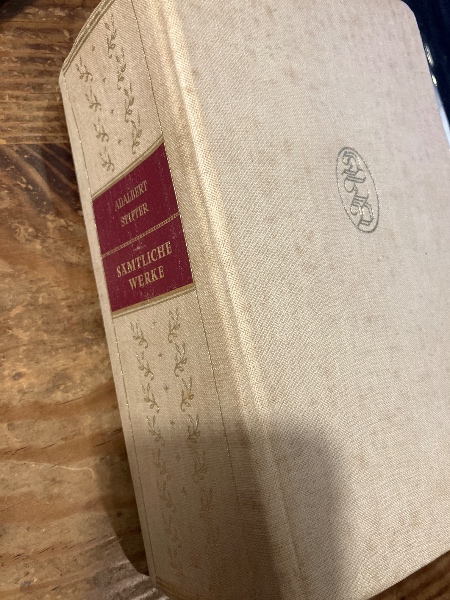 ADALBERT
STIFTER
SÄMTLICHE
WERKE